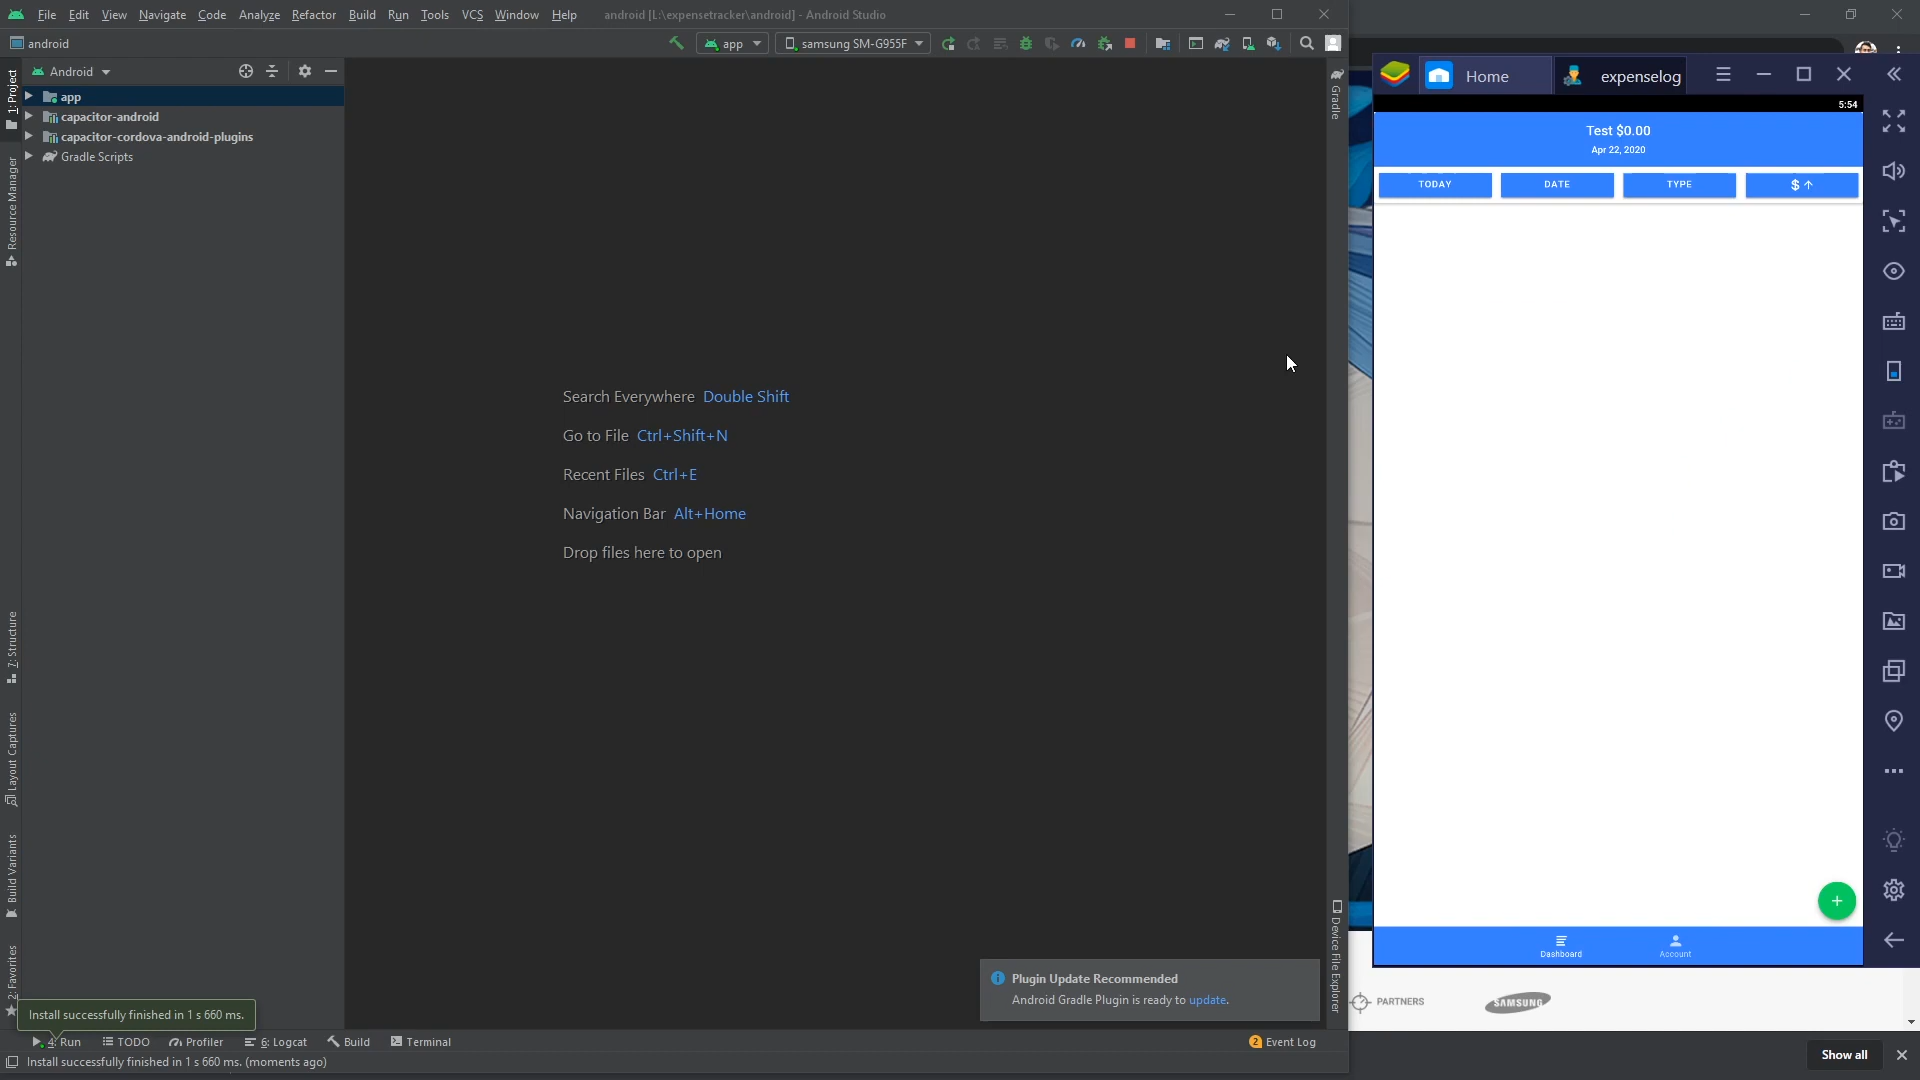 File Edit View Navigate Code Analyze Refactor Build Run Tools VCS Window Help android [L:\expensetracker\android] - Android Studio
android
app
samsung SM-G955F
Android
1: Project
app
capacitor-android
capacitor-cordova-android-plugins
Gradle Scripts
Resource Manager
7: Structure
Layout Captures
Build Variants
2: Favorites
Search Everywhere Double Shift
Go to File Ctrl+Shift+N
Recent Files Ctrl+E
Navigation Bar Alt+Home
Drop files here to open
Gradle
Device File Explorer
Plugin Update Recommended
Android Gradle Plugin is ready to update.
Install successfully finished in 1 s 660 ms.
4: Run TODO Profiler 6: Logcat Build Terminal
2 Event Log
Install successfully finished in 1 s 660 ms. (moments ago)
Home
expenselog
5:54
Test $0.00
Apr 22, 2020
TODAY DATE TYPE $
+
Dashboard
Account
PARTNERS
SAMSUNG
Show all